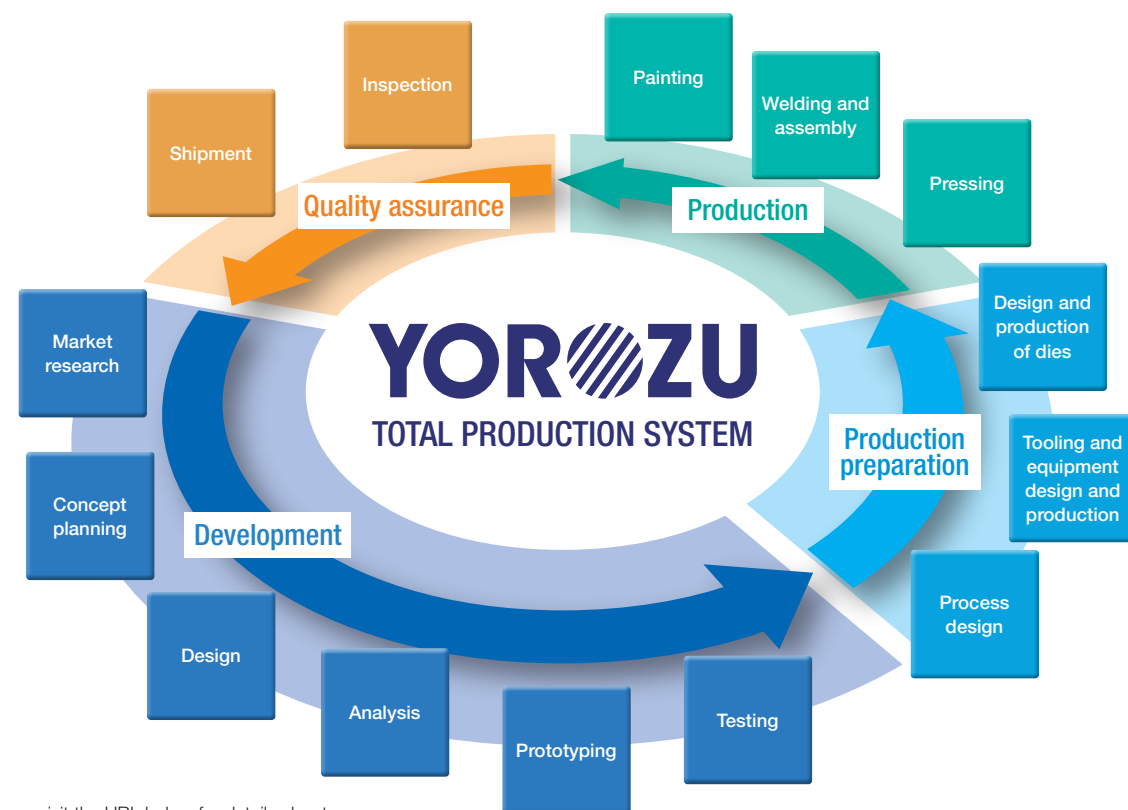 Painting
Inspection
Welding and
assembly
Shipment
Pressing
Quality assurance
Production
Design and
production
of dies
Market
research
YOROZU
TOTAL PRODUCTION SYSTEM
Production
preparation
Tooling and
equipment
design and
production
Concept
planning
Development
Process
design
Design
Analysis
Testing
Prototyping